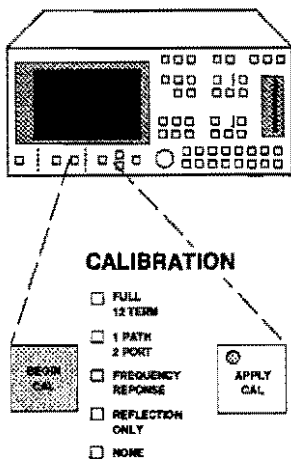 CALIBRATION
FULL
12 TERM
1 PATH
2 PORT
FREQUENCY
REPONSE
REFLECTION
ONLY
NONE
BEGIN
CAL
APPLY
CAL